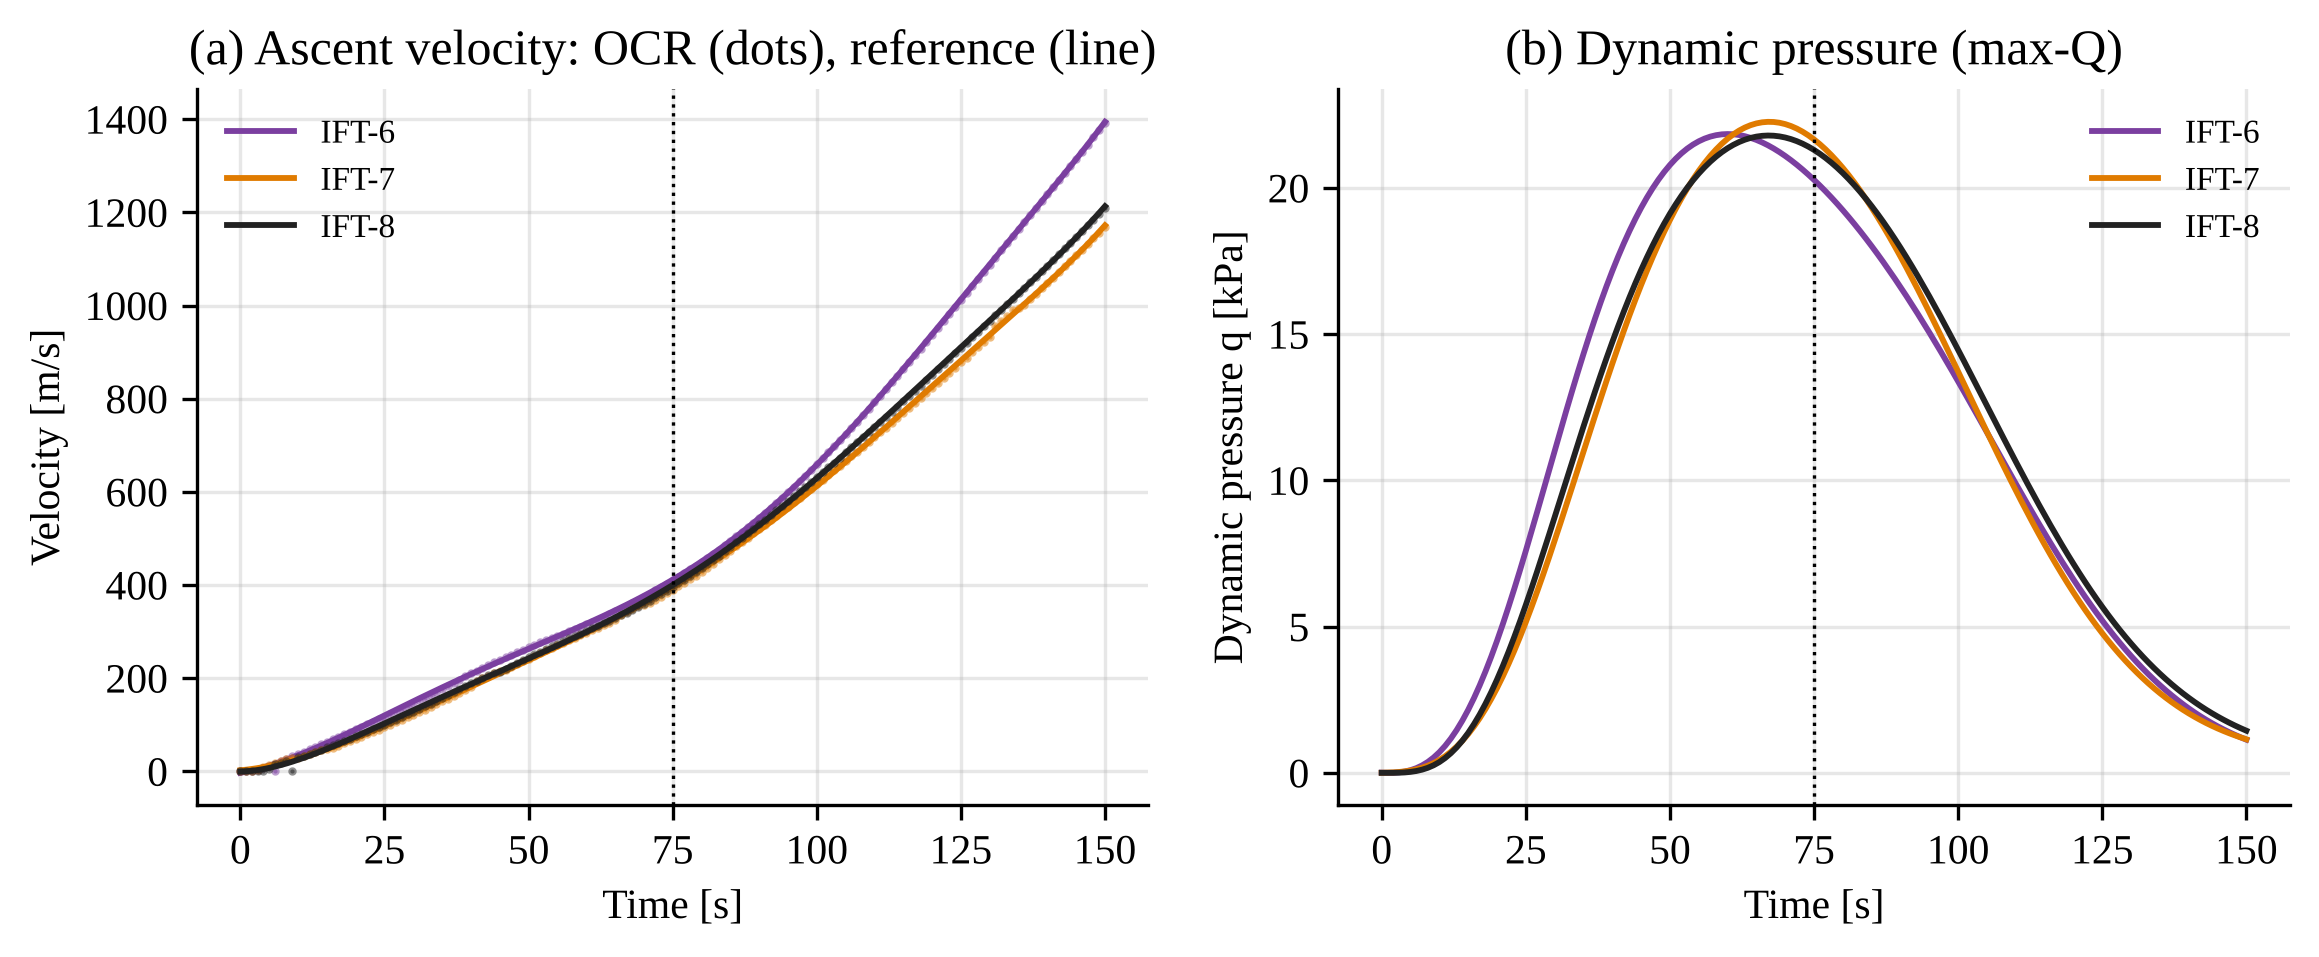 (a) Ascent velocity: OCR (dots), reference (line)
Velocity [m/s]
1400
1200
1000
800
600
400
200
0
IFT-6
IFT-7
IFT-8
0 25 50 75 100 125 150
Time [s]
(b) Dynamic pressure (max-Q)
Dynamic pressure q [kPa]
20
15
10
5
0
IFT-6
IFT-7
IFT-8
0 25 50 75 100 125 150
Time [s]